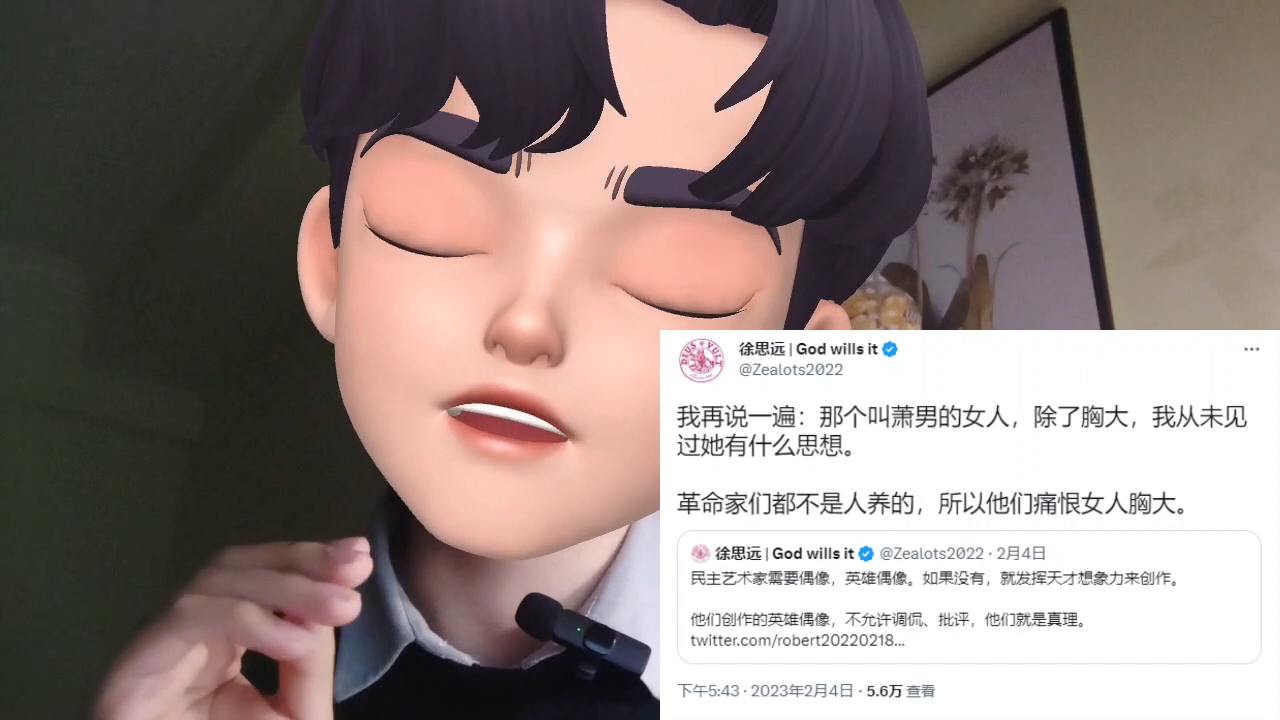 徐思远 | God wills it
@Zealots2022
我再说一遍：那个叫萧男的女人，除了胸大，我从未见
过她有什么思想。
革命家们都不是人养的，所以他们痛恨女人胸大。
徐思远 | God wills it @Zealots2022 · 2月4日
民主艺术家需要偶像，英雄偶像。如果没有，就发挥天才想象力来创作。
他们创作的英雄偶像，不允许调侃、批评，他们就是真理。
twitter.com/robert20220218...
下午5:43 · 2023年2月4日 · 5.6万 查看
DEUS VULT